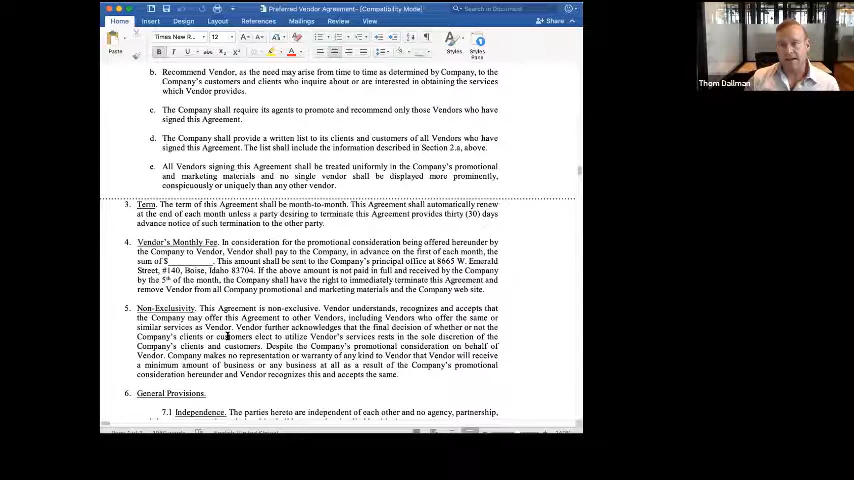 Preferred Vendor Agreement
[Compatibility Mode]
Search in Document
Home Insert Design Layout References Mailings Review View
Share
Times New R...
12
Paste
Styles
Styles
Pane
b. Recommend Vendor, as the need may arise from time to time as determined by Company, to the
Company's customers and clients who inquire about or are interested in obtaining the services
which Vendor provides.
c. The Company shall require its agents to promote and recommend only those Vendors who have
signed this Agreement.
d. The Company shall provide a written list to its clients and customers of all Vendors who have
signed this Agreement. The list shall include the information described in Section 2.a, above.
e. All Vendors signing this Agreement shall be treated uniformly in the Company's promotional
and marketing materials and no single vendor shall be displayed more prominently,
conspicuously or uniquely than any other vendor.
3. Term. The term of this Agreement shall be month-to-month. This Agreement shall automatically renew
at the end of each month unless a party desiring to terminate this Agreement provides thirty (30) days
advance notice of such termination to the other party.
4. Vendor's Monthly Fee. In consideration for the promotional consideration being offered hereunder by
the Company to Vendor, Vendor shall pay to the Company, in advance on the first of each month, the
sum of $__________. This amount shall be sent to the Company's principal office at 8665 W. Emerald
Street, #140, Boise, Idaho 83704. If the above amount is not paid in full and received by the Company
by the 5th of the month, the Company shall have the right to immediately terminate this Agreement and
remove Vendor from all Company promotional and marketing materials and the Company web site.
5. Non-Exclusivity. This Agreement is non-exclusive. Vendor understands, recognizes and accepts that
the Company may offer this Agreement to other Vendors, including Vendors who offer the same or
similar services as Vendor. Vendor further acknowledges that the final decision of whether or not the
Company's clients or customers elect to utilize Vendor's services rests in the sole discretion of the
Company's clients and customers. Despite the Company's promotional consideration on behalf of
Vendor. Company makes no representation or warranty of any kind to Vendor that Vendor will receive
a minimum amount of business or any business at all as a result of the Company's promotional
consideration hereunder and Vendor recognizes this and accepts the same.
6. General Provisions.
7.1 Independence. The parties hereto are independent of each other and no agency, partnership,
Thom Dallman